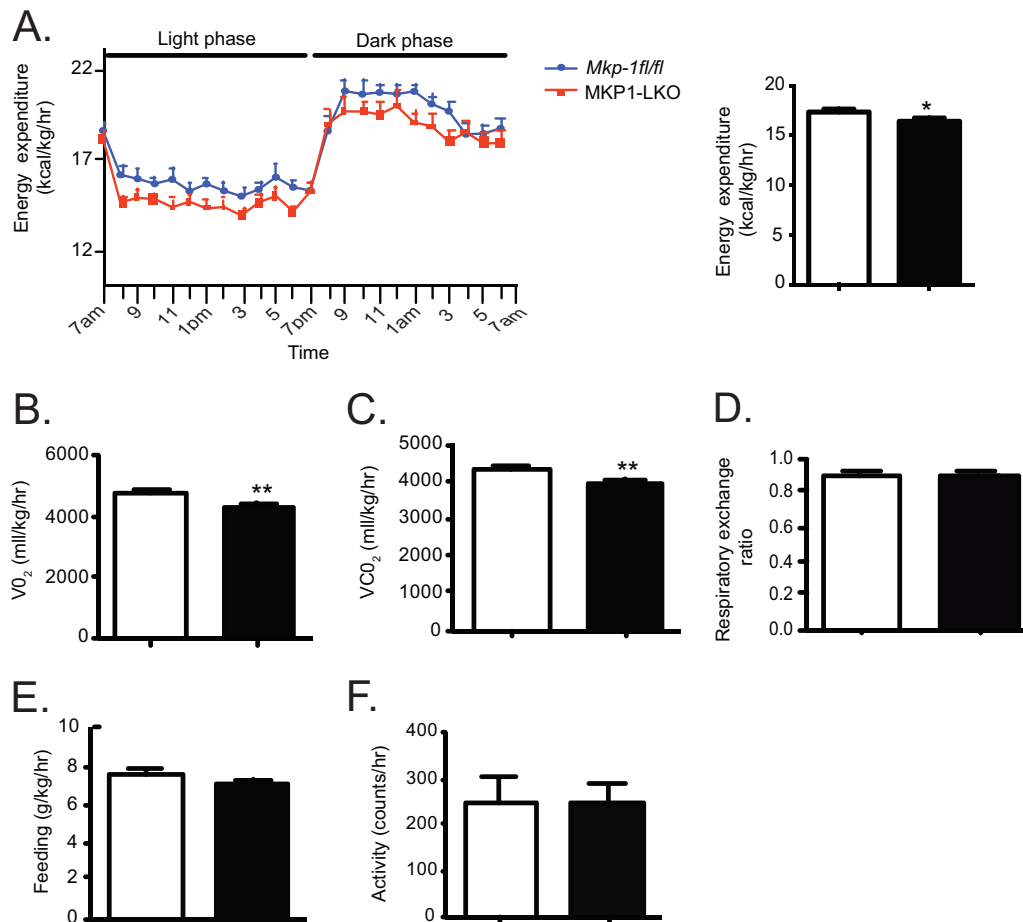 A.
Light phase
Dark phase
Energy expenditure
(kcal/kg/hr)
22
17
12
7am
9
11
1pm
3
5
7pm
9
11
1am
3
5
7am
Time
Mkp-1fl/fl
MKP1-LKO
Energy expenditure
(kcal/kg/hr)
20
15
10
5
0
*
B.
V0₂ (mll/kg/hr)
6000
4000
2000
0
**
C.
VC0₂ (mll/kg/hr)
5000
4000
3000
2000
1000
0
**
D.
Respiratory exchange
ratio
1.0
0.8
0.6
0.4
0.2
0.0
E.
Feeding (g/kg/hr)
10
8
6
4
2
0
F.
Activity (counts/hr)
400
300
200
100
0